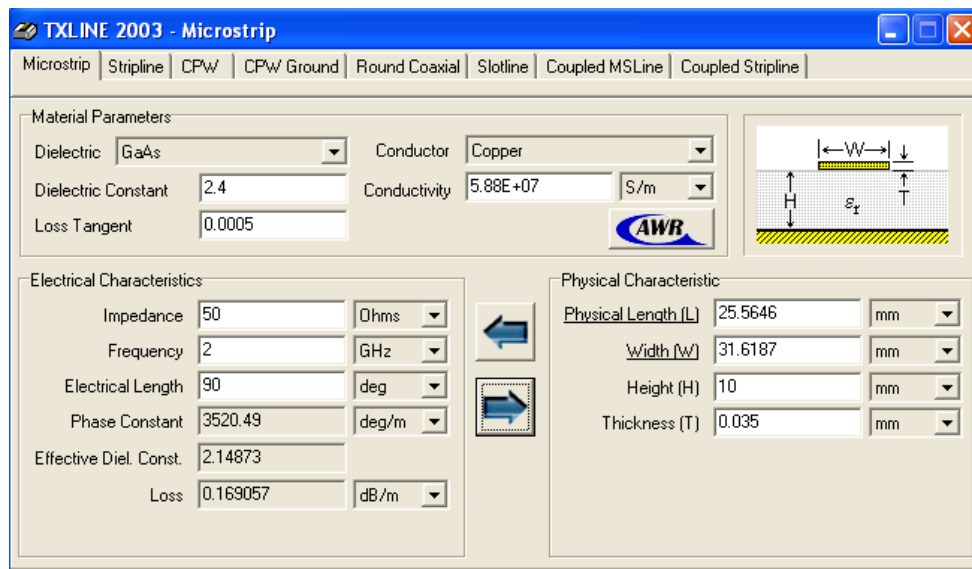 TXLINE 2003 - Microstrip
Microstrip Stripline CPW CPW Ground Round Coaxial Slotline Coupled MSLine Coupled Stripline
Material Parameters
Dielectric GaAs Conductor Copper
Dielectric Constant 2.4 Conductivity 5.88E+07 S/m
Loss Tangent 0.0005 AWR
W
H
εr
T
Electrical Characteristics
Impedance 50 Ohms
Frequency 2 GHz
Electrical Length 90 deg
Phase Constant 3520.49 deg/m
Effective Diel. Const. 2.14873
Loss 0.169057 dB/m
Physical Characteristic
Physical Length (L) 25.5646 mm
Width (W) 31.6187 mm
Height (H) 10 mm
Thickness (T) 0.035 mm